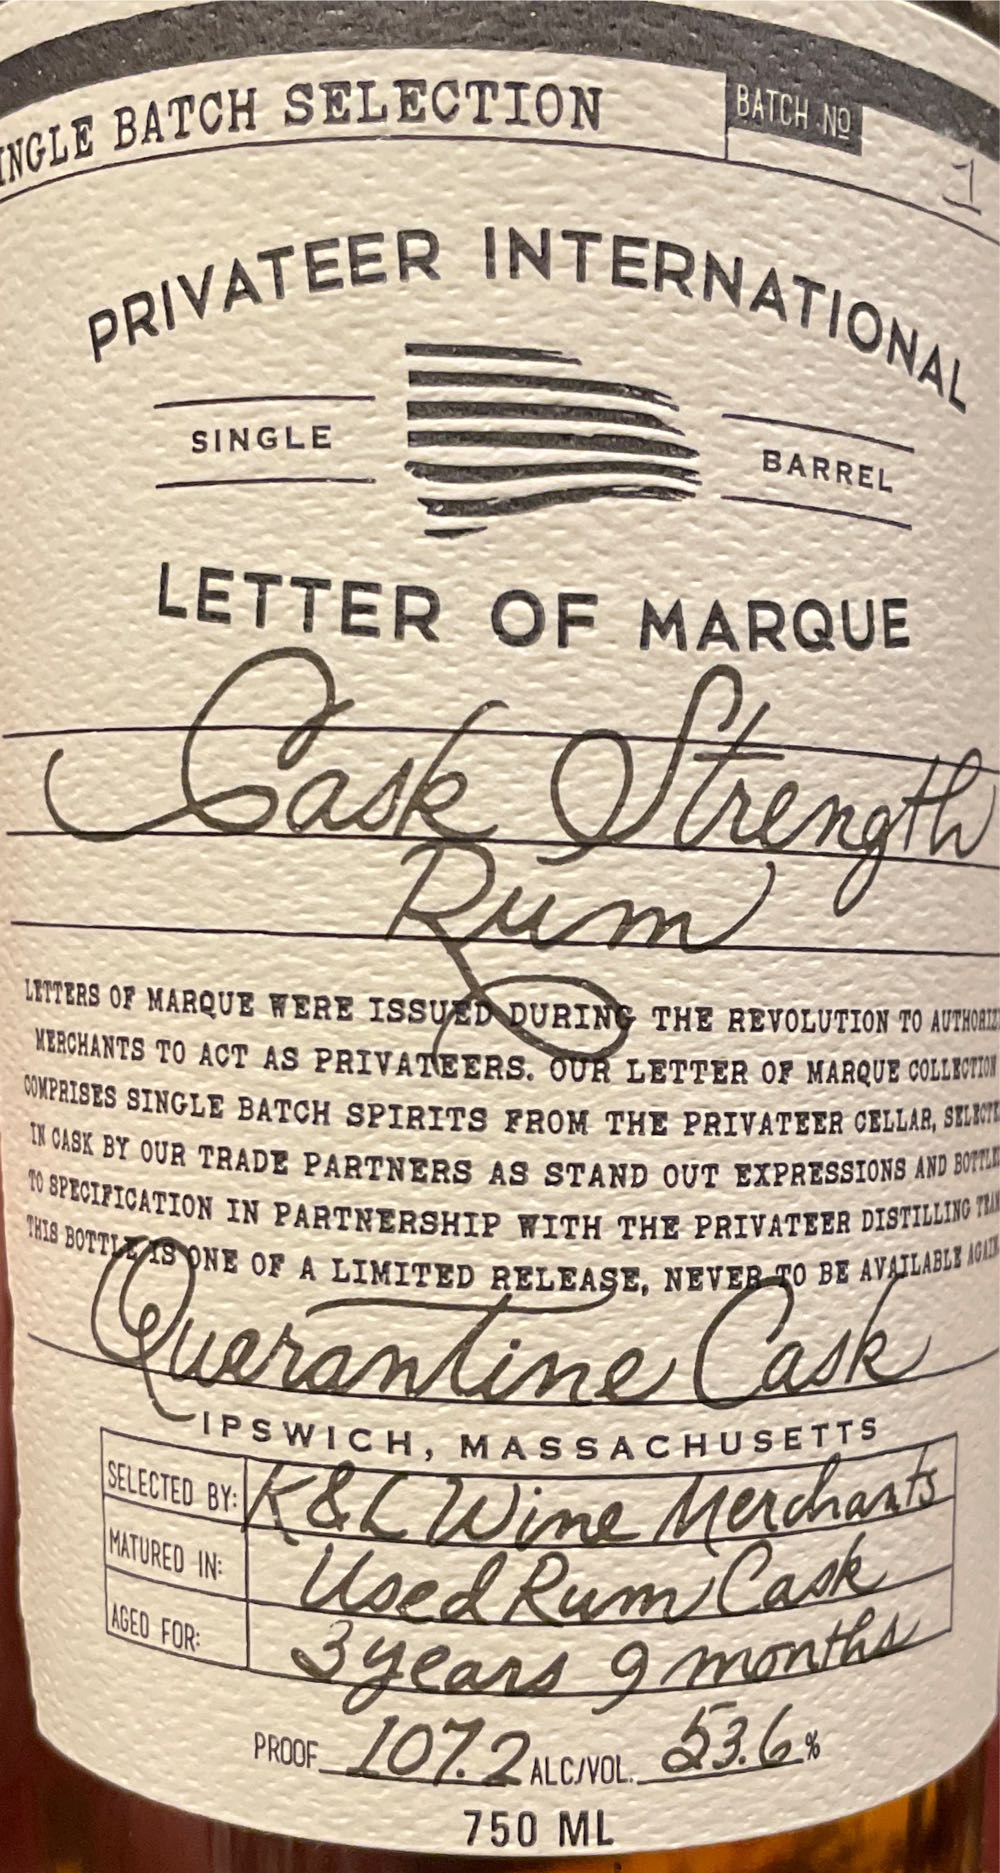 INGLE BATCH SELECTION
BATCH Nº
1
PRIVATEER INTERNATIONAL
SINGLE BARREL
LETTER OF MARQUE
Cask Strength
Rum
LETTERS OF MARQUE WERE ISSUED DURING THE REVOLUTION TO AUTHORIZ
MERCHANTS TO ACT AS PRIVATEERS. OUR LETTER OF MARQUE COLLECTION
COMPRISES SINGLE BATCH SPIRITS FROM THE PRIVATEER CELLAR, SELECTE
IN CASK BY OUR TRADE PARTNERS AS STAND OUT EXPRESSIONS AND BOTTLE
TO SPECIFICATION IN PARTNERSHIP WITH THE PRIVATEER DISTILLING TEA
THIS BOTTLE IS ONE OF A LIMITED RELEASE, NEVER TO BE AVAILABLE AGAIN
Querantine Cask
IPSWICH, MASSACHUSETTS
SELECTED BY: K&L Wine Merchants
MATURED IN: Used Rum Cask
AGED FOR: 3 years 9 months
PROOF 107.2 ALC/VOL. 53.6%
750 ML